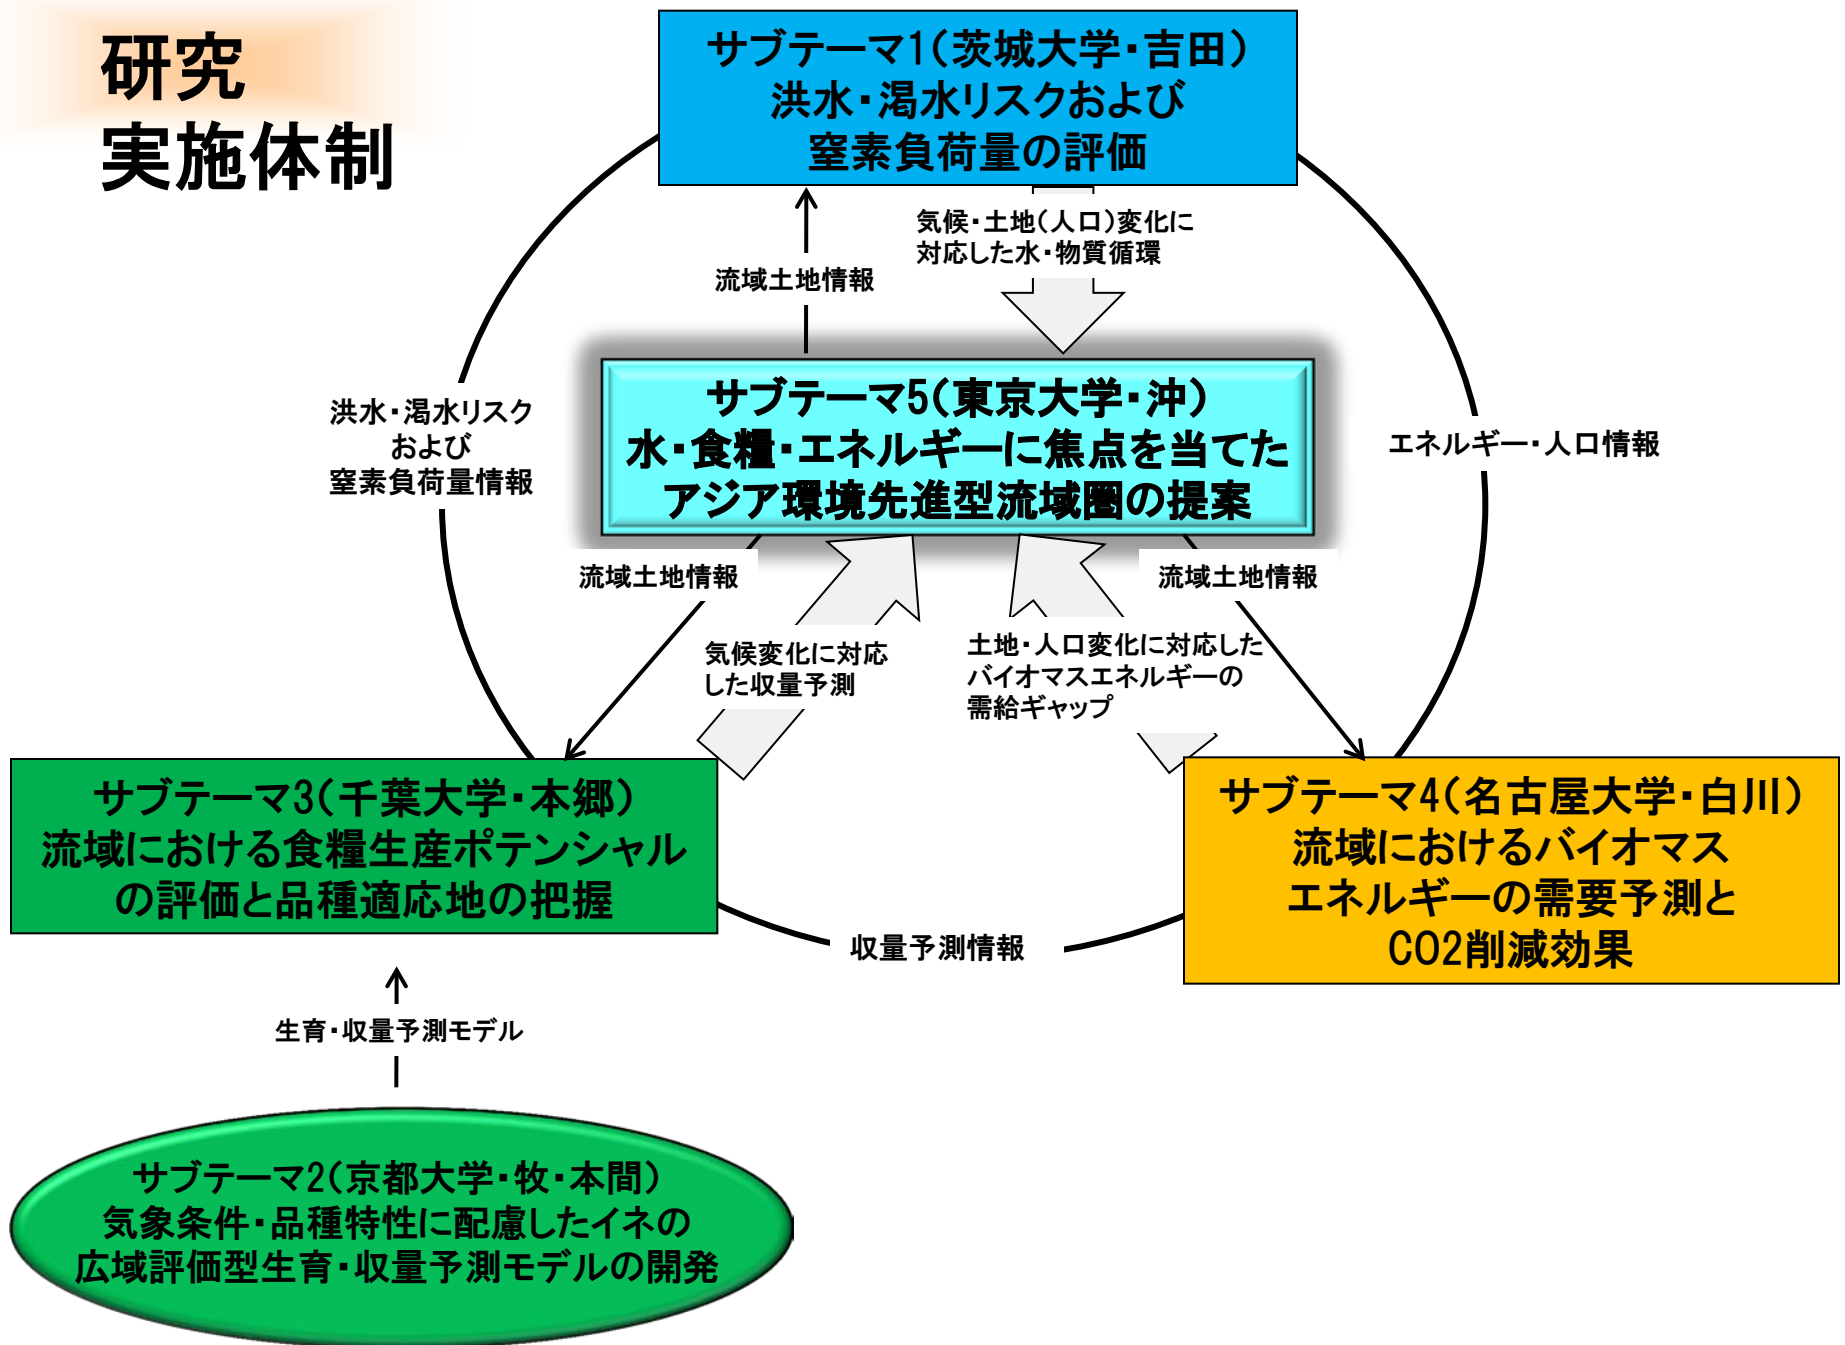 研究
実施体制
サブテーマ1(茨城大学・吉田)
洪水・渇水リスクおよび
窒素負荷量の評価
気候・土地(人口)変化に
対応した水・物質循環
流域土地情報
サブテーマ5(東京大学・沖)
水・食糧・エネルギーに焦点を当てた
アジア環境先進型流域圏の提案
洪水・渇水リスク
および
窒素負荷量情報
エネルギー・人口情報
流域土地情報
流域土地情報
気候変化に対応
した収量予測
土地・人口変化に対応した
バイオマスエネルギーの
需給ギャップ
サブテーマ3(千葉大学・本郷)
流域における食糧生産ポテンシャル
の評価と品種適応地の把握
サブテーマ4(名古屋大学・白川)
流域におけるバイオマス
エネルギーの需要予測と
CO2削減効果
収量予測情報
生育・収量予測モデル
サブテーマ2(京都大学・牧・本間)
気象条件・品種特性に配慮したイネの
広域評価型生育・収量予測モデルの開発